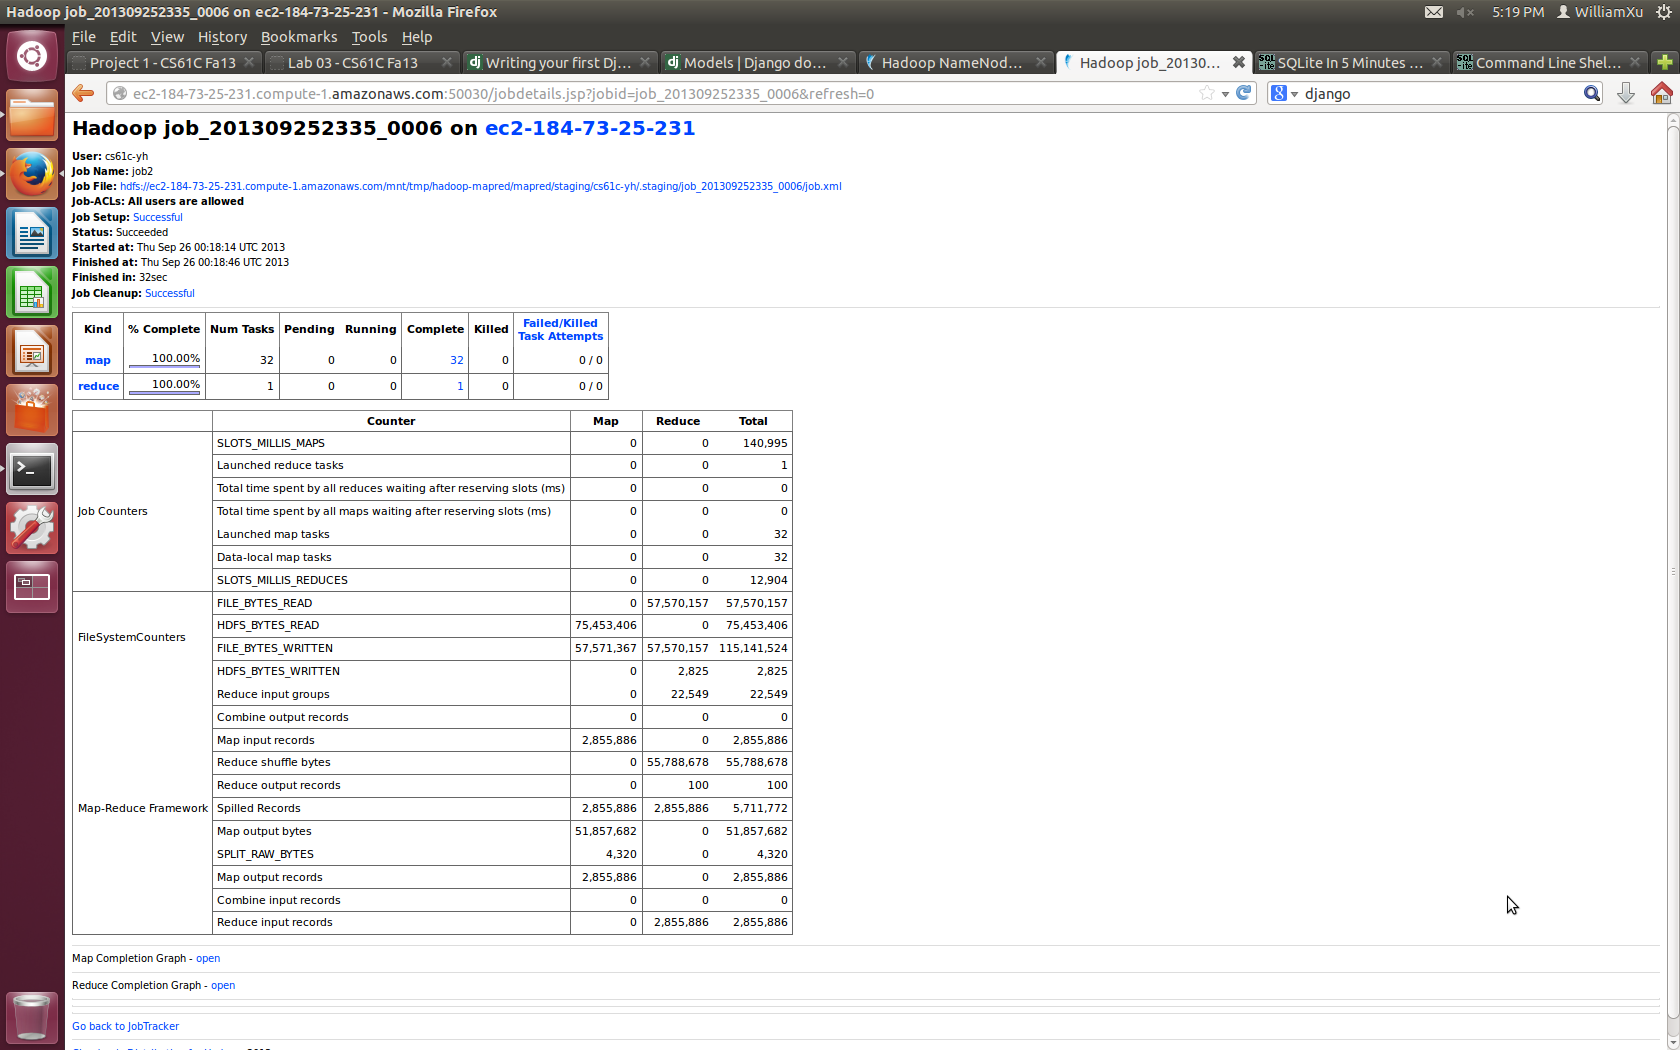 Hadoop job_201309252335_0006 on ec2-184-73-25-231 - Mozilla Firefox 5:19 PM WilliamXu
File Edit View History Bookmarks Tools Help
Project 1 - CS61C Fa13 Lab 03 - CS61C Fa13 dj Writing your first Dj... dj Models | Django do... Hadoop NameNod... Hadoop job_20130... SQLite In 5 Minutes ... Command Line Shel...
ec2-184-73-25-231.compute-1.amazonaws.com:50030/jobdetails.jsp?jobid=job_201309252335_0006&refresh=0 8 django
Hadoop job_201309252335_0006 on ec2-184-73-25-231
User: cs61c-yh
Job Name: job2
Job File: hdfs://ec2-184-73-25-231.compute-1.amazonaws.com/mnt/tmp/hadoop-mapred/mapred/staging/cs61c-yh/.staging/job_201309252335_0006/job.xml
Job-ACLs: All users are allowed
Job Setup: Successful
Status: Succeeded
Started at: Thu Sep 26 00:18:14 UTC 2013
Finished at: Thu Sep 26 00:18:46 UTC 2013
Finished in: 32sec
Job Cleanup: Successful
Kind % Complete Num Tasks Pending Running Complete Killed Failed/Killed Task Attempts
map 100.00% 32 0 0 32 0 0 / 0
reduce 100.00% 1 0 0 1 0 0 / 0
Counter Map Reduce Total
Job Counters
SLOTS_MILLIS_MAPS 0 0 140,995
Launched reduce tasks 0 0 1
Total time spent by all reduces waiting after reserving slots (ms) 0 0 0
Total time spent by all maps waiting after reserving slots (ms) 0 0 0
Launched map tasks 0 0 32
Data-local map tasks 0 0 32
SLOTS_MILLIS_REDUCES 0 0 12,904
FileSystemCounters
FILE_BYTES_READ 0 57,570,157 57,570,157
HDFS_BYTES_READ 75,453,406 0 75,453,406
FILE_BYTES_WRITTEN 57,571,367 57,570,157 115,141,524
HDFS_BYTES_WRITTEN 0 2,825 2,825
Map-Reduce Framework
Reduce input groups 0 22,549 22,549
Combine output records 0 0 0
Map input records 2,855,886 0 2,855,886
Reduce shuffle bytes 0 55,788,678 55,788,678
Reduce output records 0 100 100
Spilled Records 2,855,886 2,855,886 5,711,772
Map output bytes 51,857,682 0 51,857,682
SPLIT_RAW_BYTES 4,320 0 4,320
Map output records 2,855,886 0 2,855,886
Combine input records 0 0 0
Reduce input records 0 2,855,886 2,855,886
Map Completion Graph - open
Reduce Completion Graph - open
Go back to JobTracker